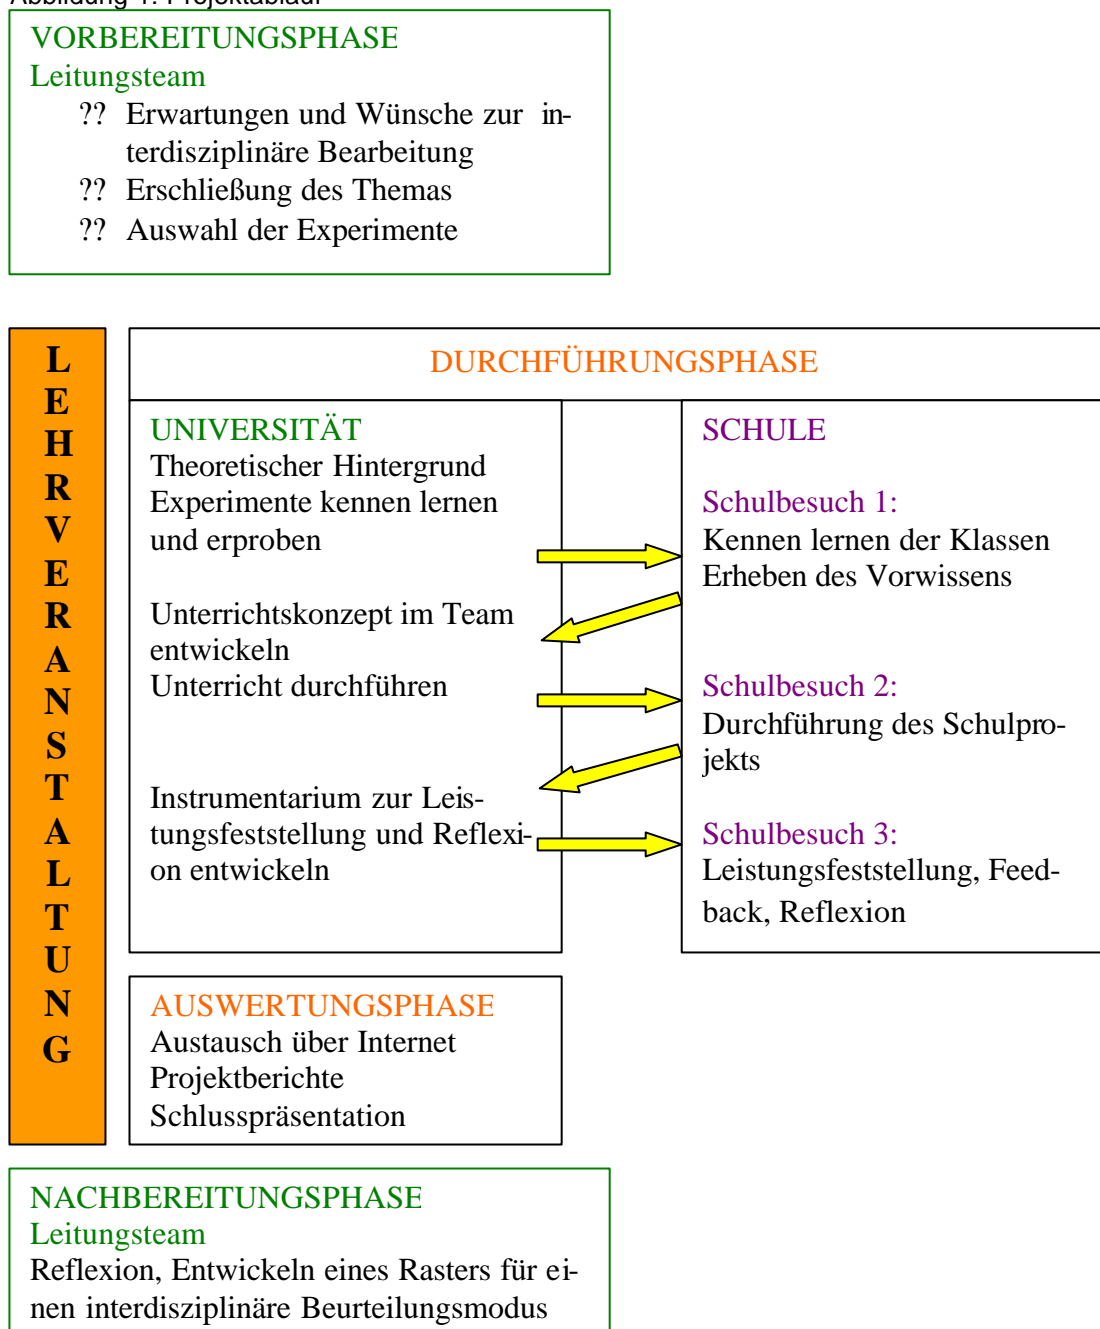 Abbildung 1: Projektablauf
VORBEREITUNGSPHASE
Leitungsteam
?? Erwartungen und Wünsche zur in-
terdisziplinäre Bearbeitung
?? Erschließung des Themas
?? Auswahl der Experimente
LEHRVERANSTALTUNG
DURCHFÜHRUNGSPHASE
UNIVERSITÄT
Theoretischer Hintergrund
Experimente kennen lernen
und erproben
Unterrichtskonzept im Team
entwickeln
Unterricht durchführen
Instrumentarium zur Leis-
tungsfeststellung und Reflexi-
on entwickeln
SCHULE
Schulbesuch 1:
Kennen lernen der Klassen
Erheben des Vorwissens
Schulbesuch 2:
Durchführung des Schulpro-
jekts
Schulbesuch 3:
Leistungsfeststellung, Feed-
back, Reflexion
AUSWERTUNGSPHASE
Austausch über Internet
Projektberichte
Schlusspräsentation
NACHBEREITUNGSPHASE
Leitungsteam
Reflexion, Entwickeln eines Rasters für ei-
nen interdisziplinäre Beurteilungsmodus